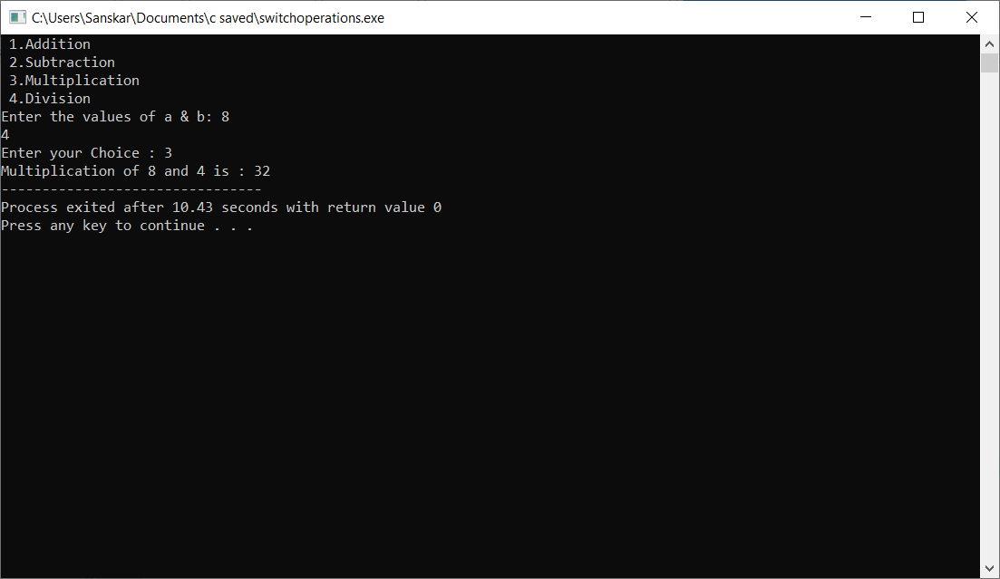 C:\Users\Sanskar\Documents\c saved\switchoperations.exe
1.Addition
2.Subtraction
3.Multiplication
4.Division
Enter the values of a & b: 8
4
Enter your Choice : 3
Multiplication of 8 and 4 is : 32
--------------------------------
Process exited after 10.43 seconds with return value 0
Press any key to continue . . .